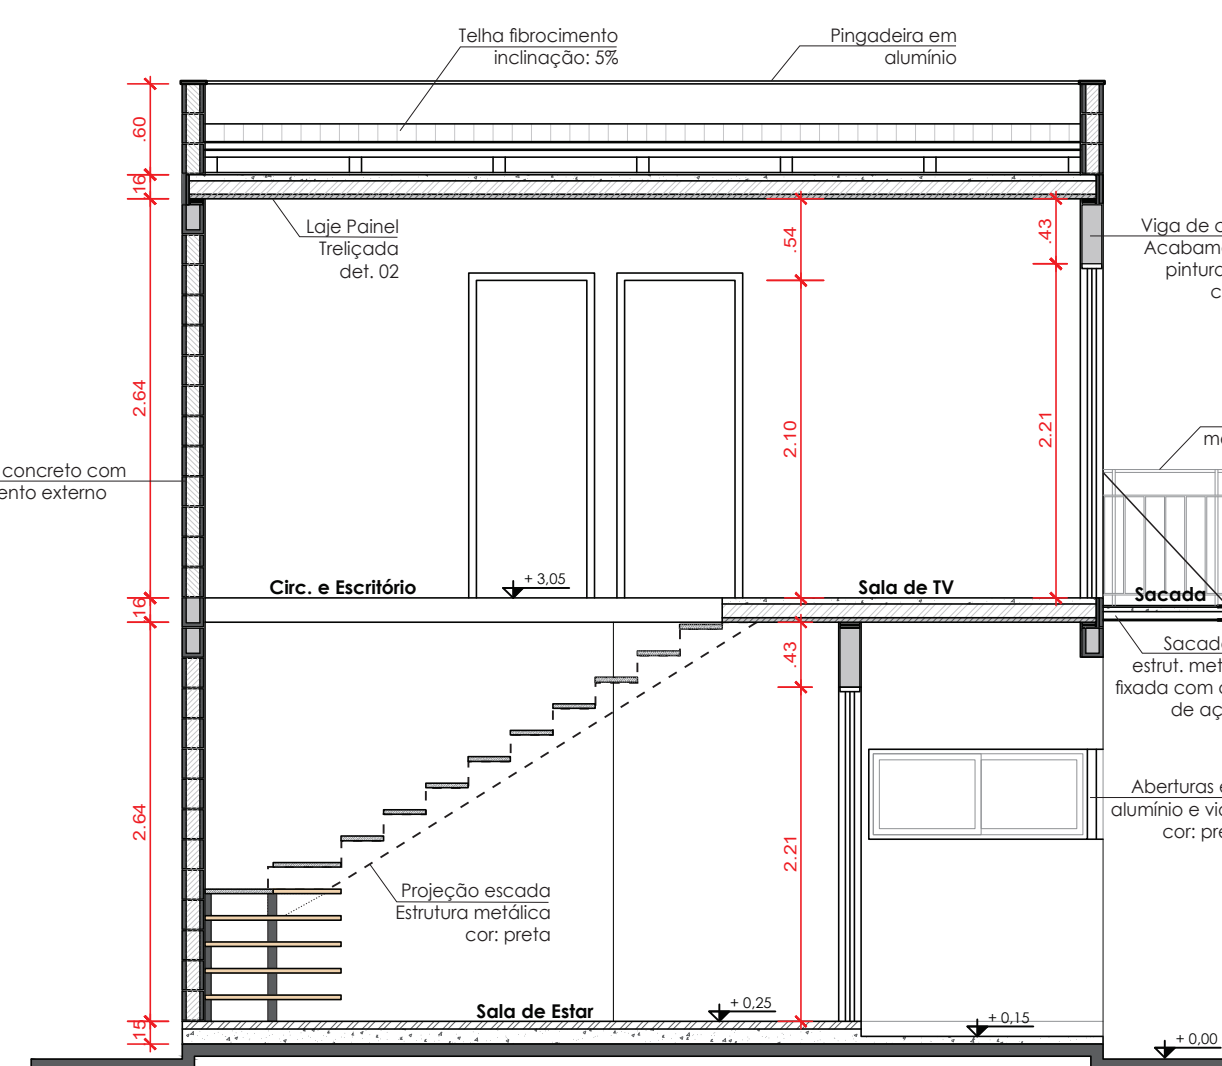 Telha fibrocimento
inclinação: 5%
Pingadeira em
alumínio
.60
16
.54
.43
Laje Painel
Treliçada
det. 02
Viga de c
Acabam
pintur
c
2.64
2.10
2.21
concreto com
ento externo
m
Circ. e Escritório
+ 3,05
Sala de TV
Sacada
16
.43
Sacad
estrut. met
fixada com
de aç
2.64
2.21
Aberturas e
alumínio e vi
cor: pre
Projeção escada
Estrutura metálica
cor: preta
Sala de Estar
+ 0,25
+ 0,15
15
+ 0,00